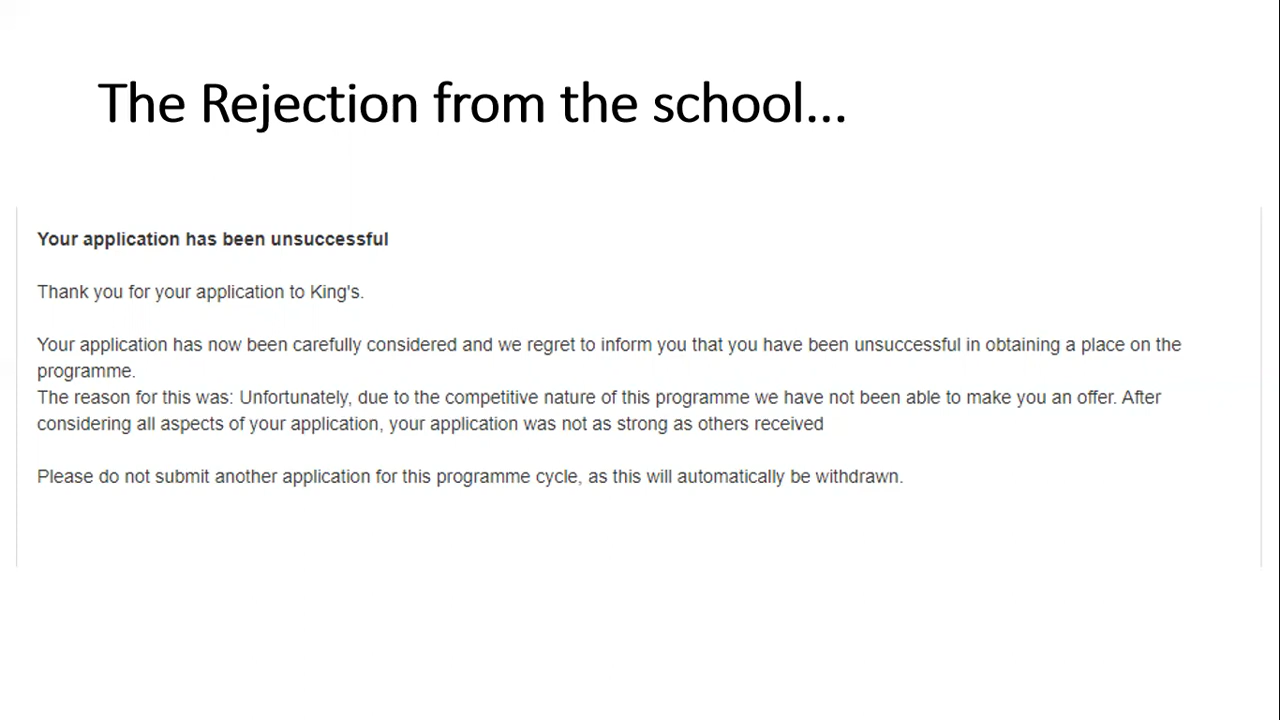 The Rejection from the school...
Your application has been unsuccessful
Thank you for your application to King's.
Your application has now been carefully considered and we regret to inform you that you have been unsuccessful in obtaining a place on the
programme.
The reason for this was: Unfortunately, due to the competitive nature of this programme we have not been able to make you an offer. After
considering all aspects of your application, your application was not as strong as others received
Please do not submit another application for this programme cycle, as this will automatically be withdrawn.